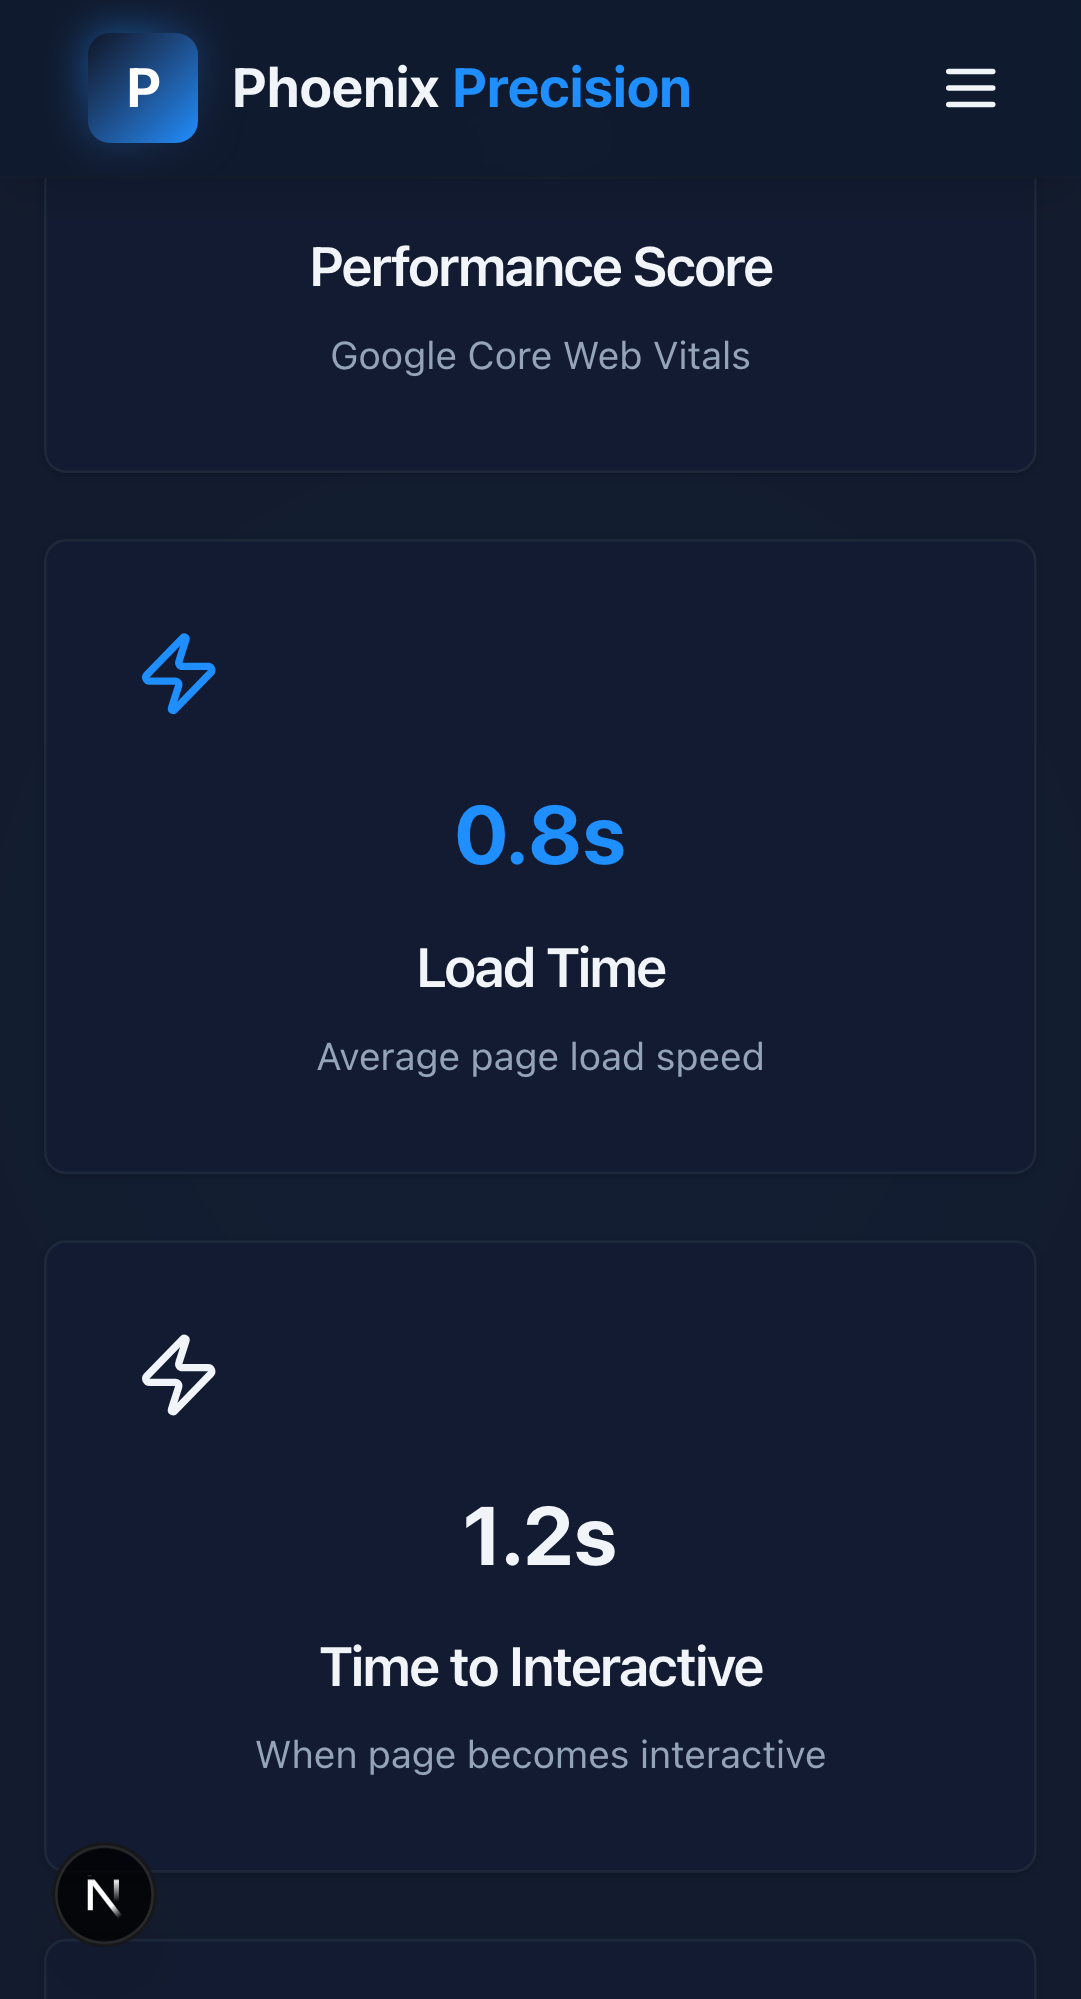 P
Phoenix Precision
Performance Score
Google Core Web Vitals
0.8s
Load Time
Average page load speed
1.2s
Time to Interactive
When page becomes interactive
N